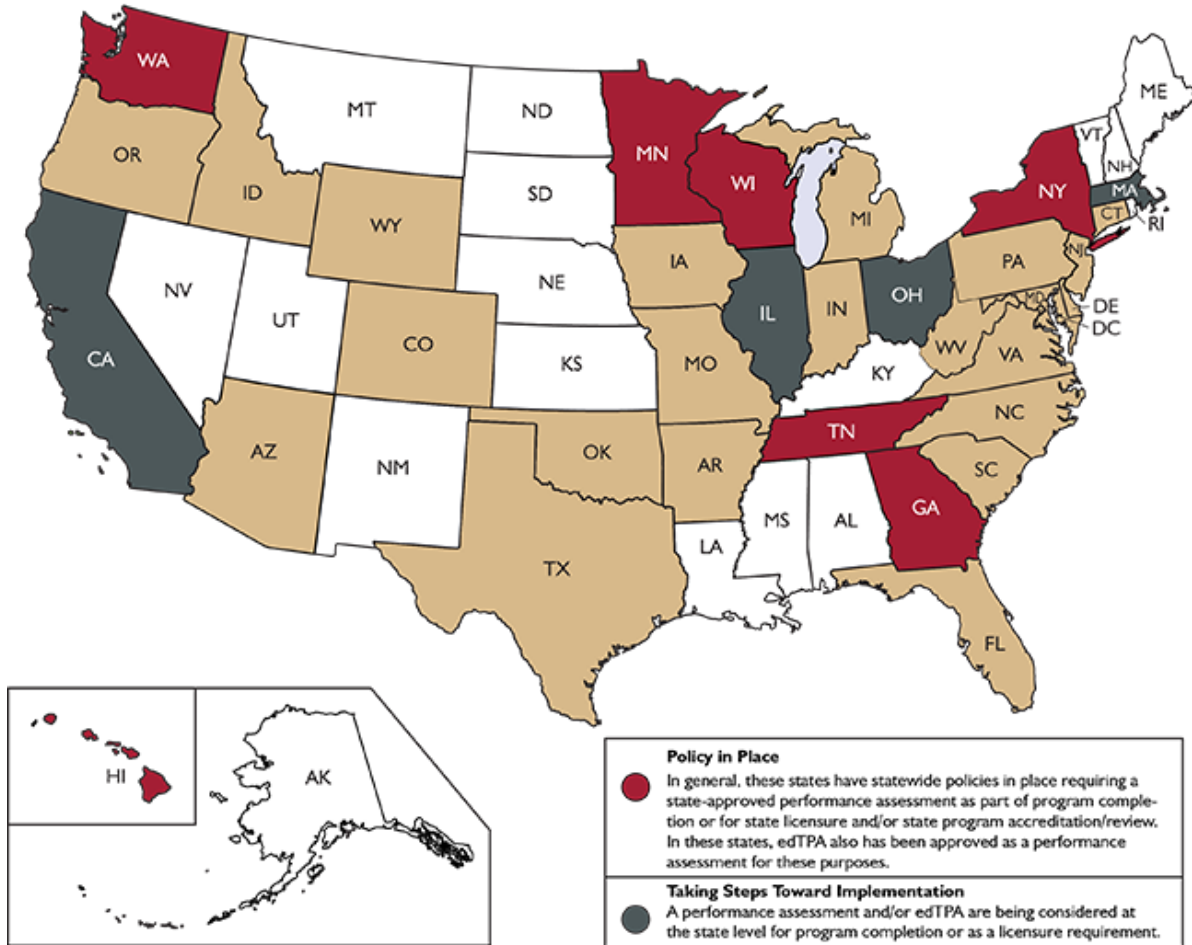 WA
MT
ND
MN
ME
VT
NH
OR
ID
SD
WI
NY
MA
CT
RI
WY
MI
IA
PA
NJ
NV
UT
NE
IL
IN
OH
MD
DE
DC
CA
CO
KS
MO
WV
VA
KY
NC
AZ
NM
OK
AR
TN
SC
MS
AL
GA
LA
TX
FL
HI
AK
Policy in Place
In general, these states have statewide policies in place requiring a
state-approved performance assessment as part of program comple-
tion or for state licensure and/or state program accreditation/review.
In these states, edTPA also has been approved as a performance
assessment for these purposes.
Taking Steps Toward Implementation
A performance assessment and/or edTPA are being considered at
the state level for program completion or as a licensure requirement.